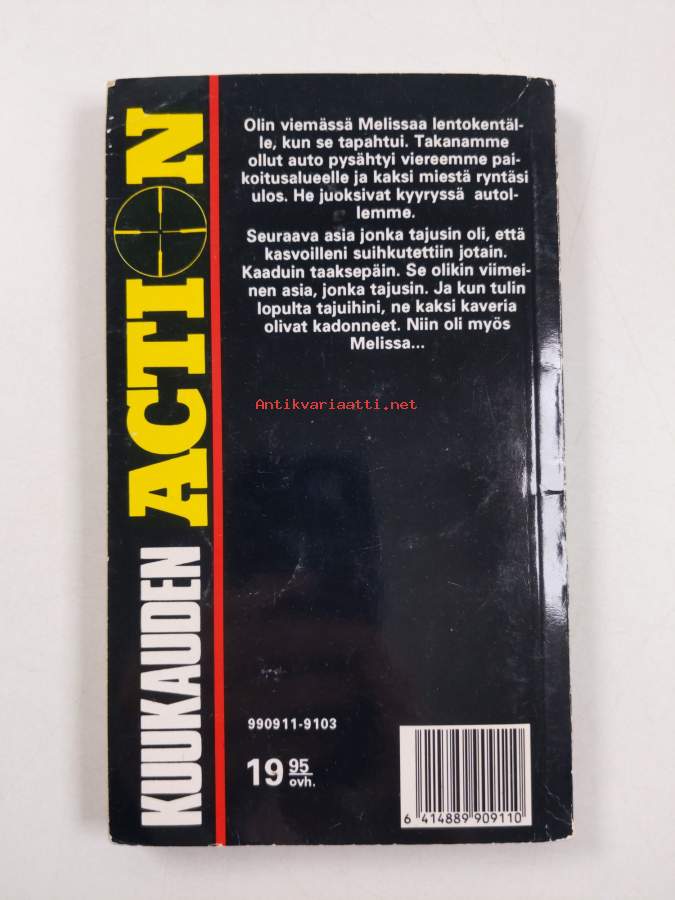 KUUKAUDEN ACTION
Olin viemässä Melissaa lentokentäl-
le, kun se tapahtui. Takanamme
ollut auto pysähtyi viereemme pai-
koitusalueelle ja kaksi miestä ryntäsi
ulos. He juoksivat kyyryssä autol-
lemme.
Seuraava asia jonka tajusin oli, että
kasvoilleni suihkutettiin jotain.
Kaaduin taaksepäin. Se olikin viimei-
nen asia, jonka tajusin. Ja kun tulin
lopulta tajuihini, ne kaksi kaveria
olivat kadonneet. Niin oli myös
Melissa...
Antikvariaatti.net
990911-9103
19 95
ovh.
6 414889 909110